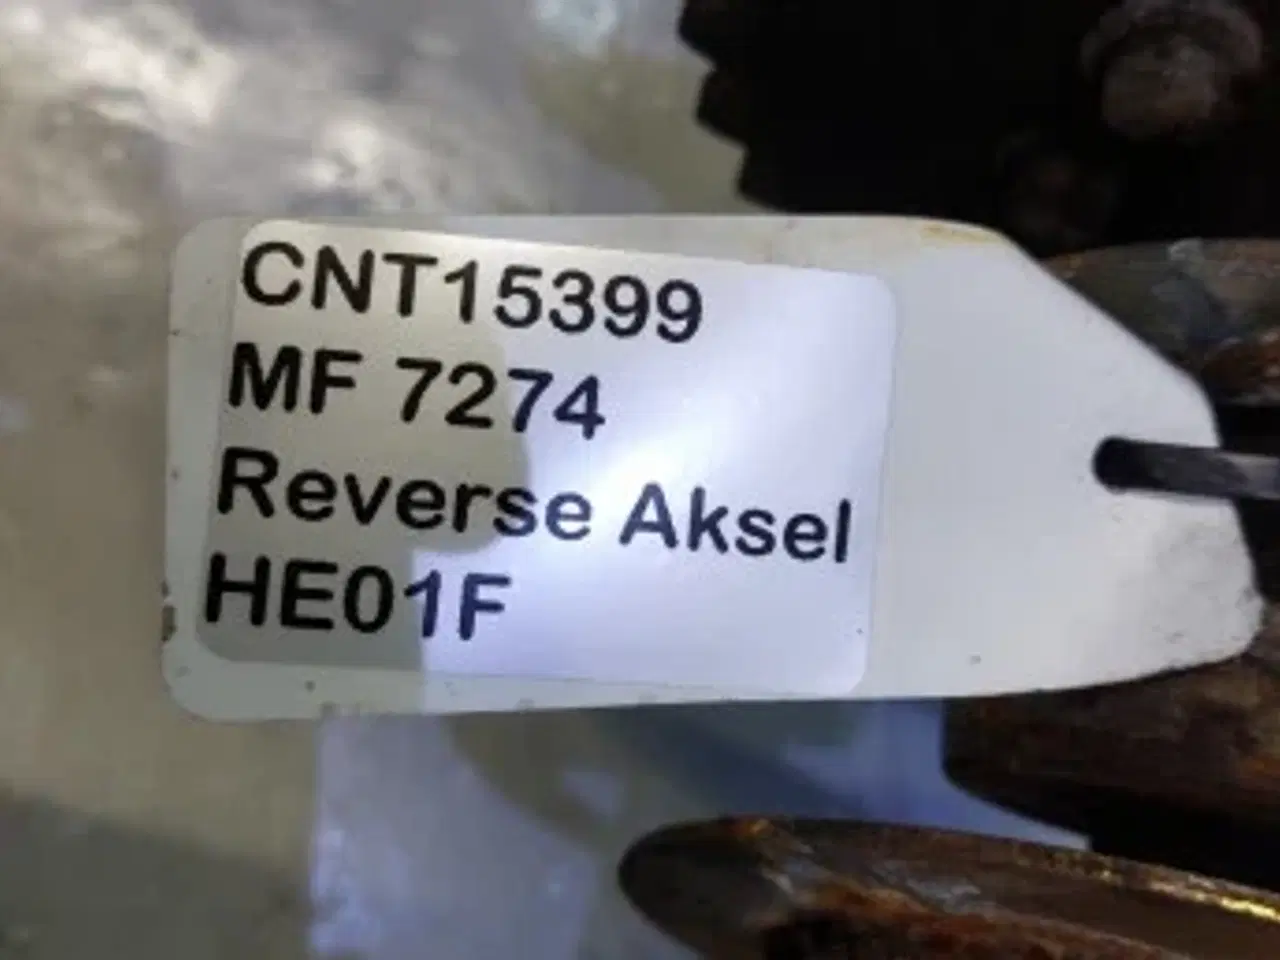 CNT15399
MF 7274
Reverse Aksel
HE01F